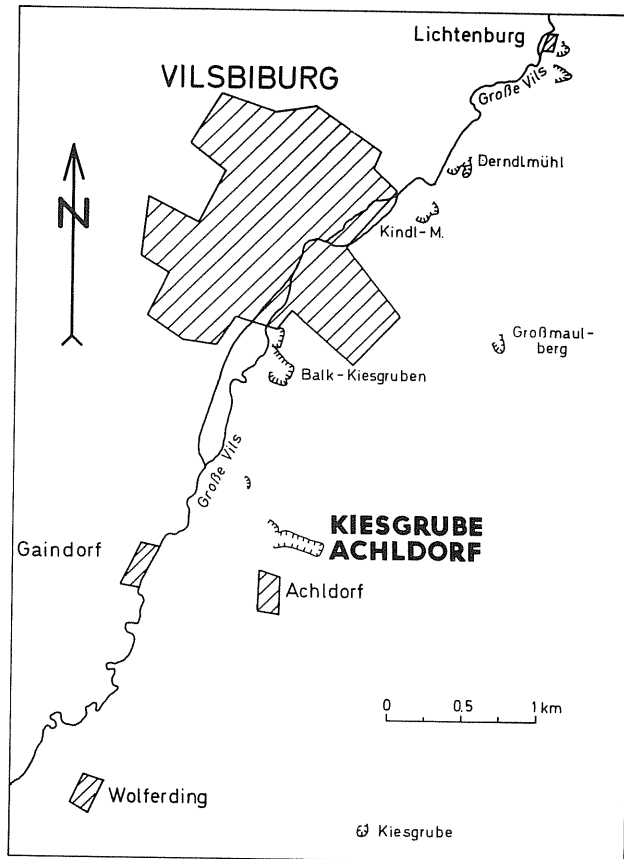 Lichtenburg
VILSBIBURG
Große Vils
Derndlmühl
N
Kindl-M.
Großmaul-
berg
Balk-Kiesgruben
Große Vils
KIESGRUBE
ACHLDORF
Gaindorf
Achldorf
0 0.5 1 km
Wolferding
Kiesgrube